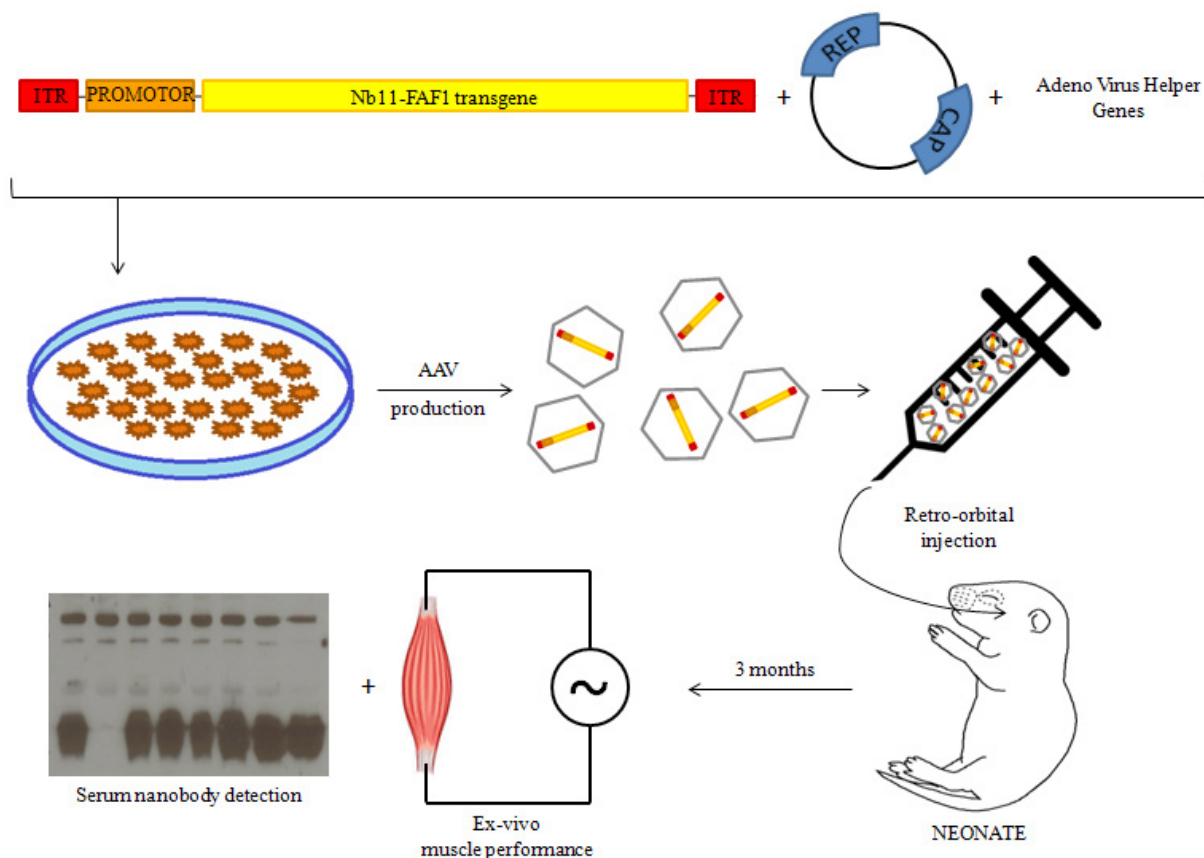 ITR PROMOTOR Nb11-FAF1 transgene ITR + REP CAP + Adeno Virus Helper
Genes
AAV
production
Retro-orbital
injection
3 months
+
Serum nanobody detection
Ex-vivo
muscle performance
NEONATE